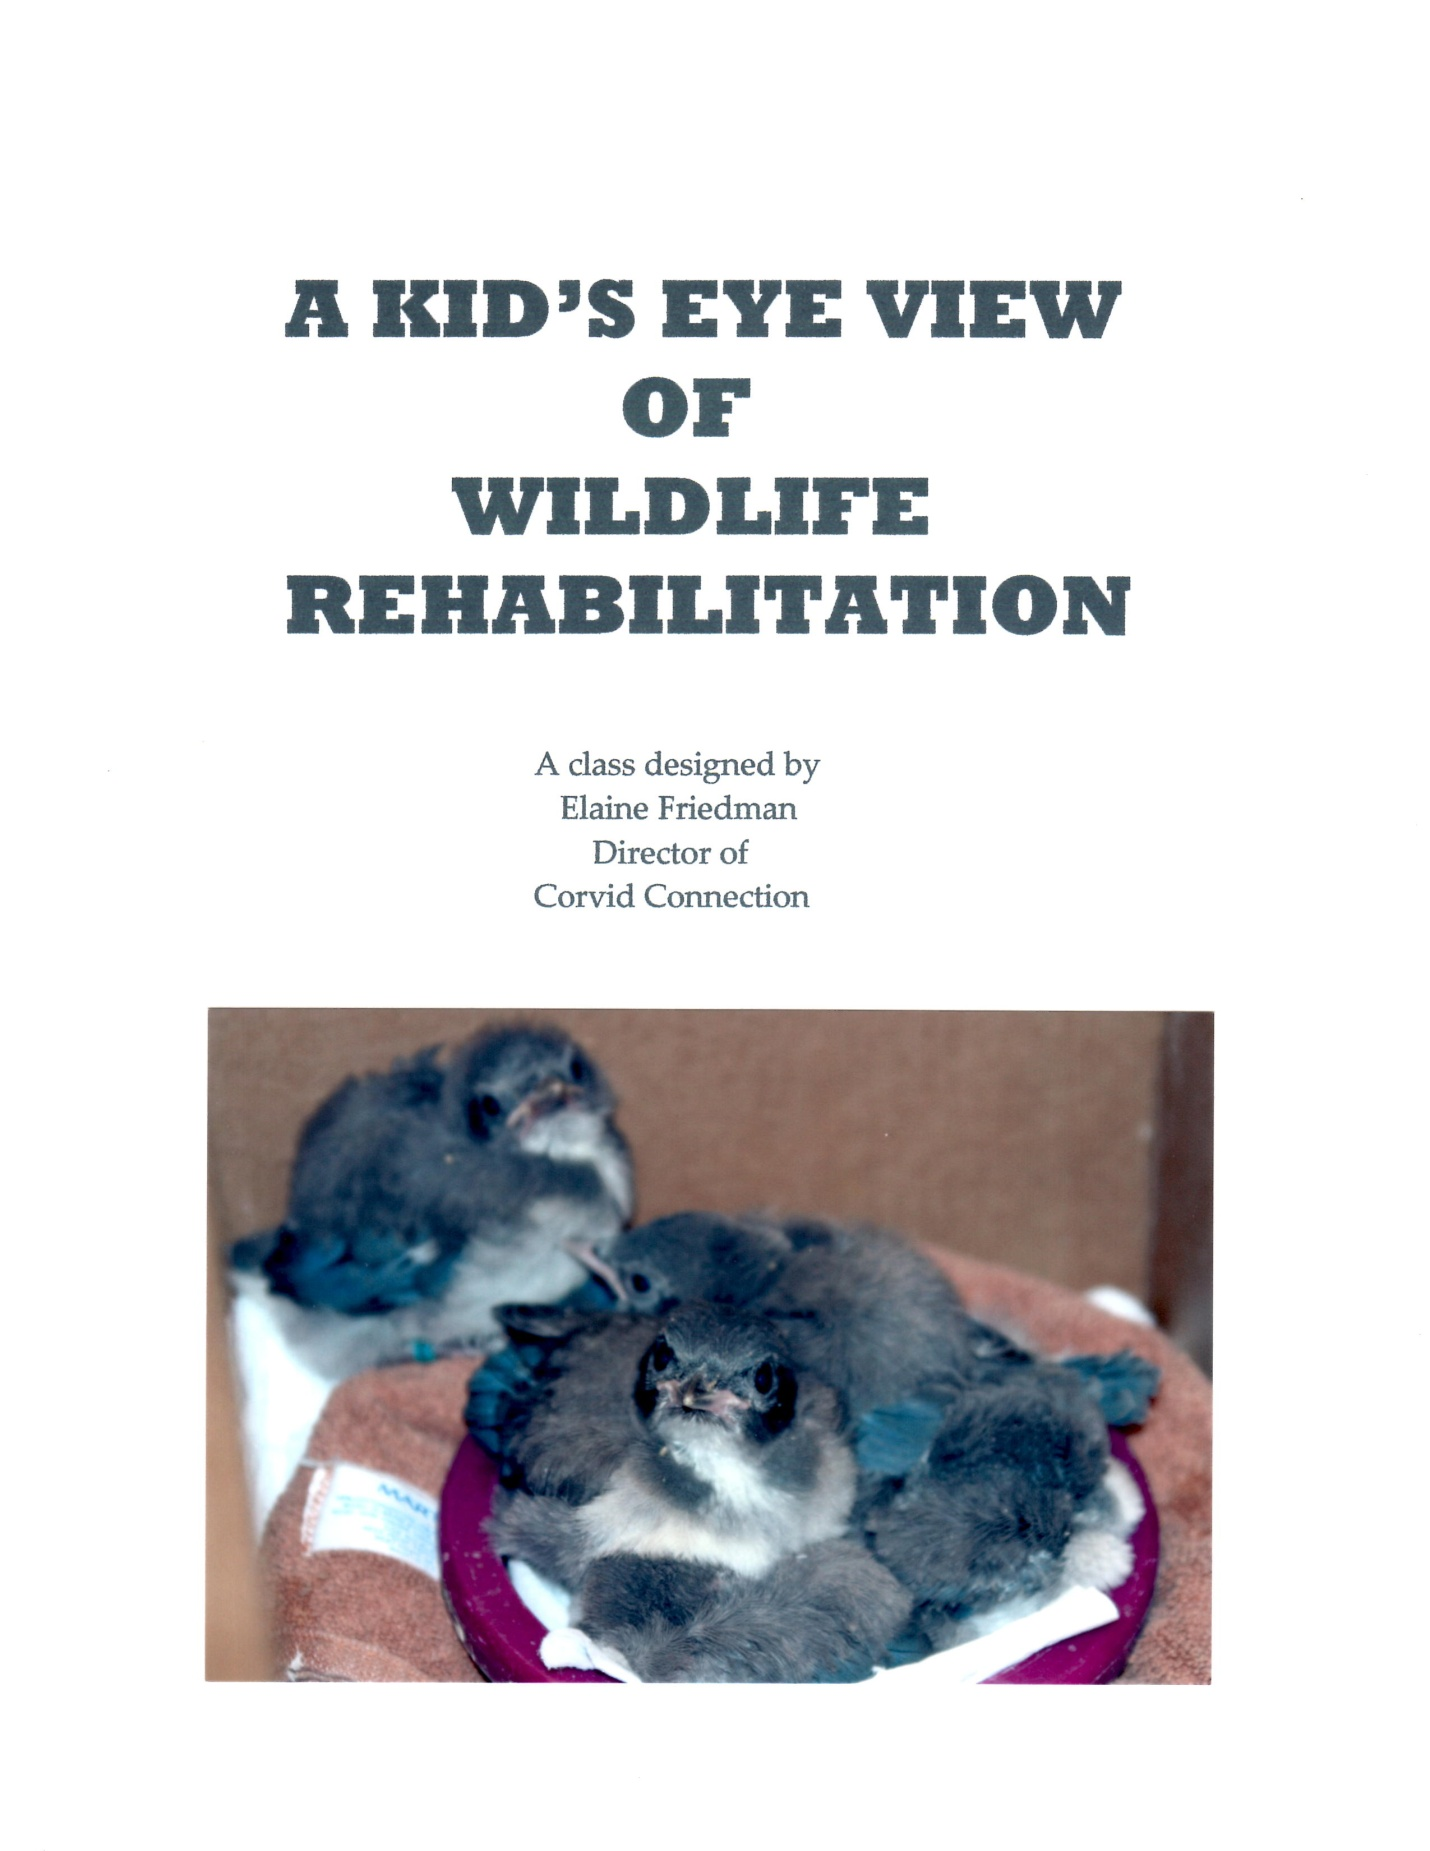 A KID'S EYE VIEW
OF
WILDLIFE
REHABILITATION
A class designed by
Elaine Friedman
Director of
Corvid Connection